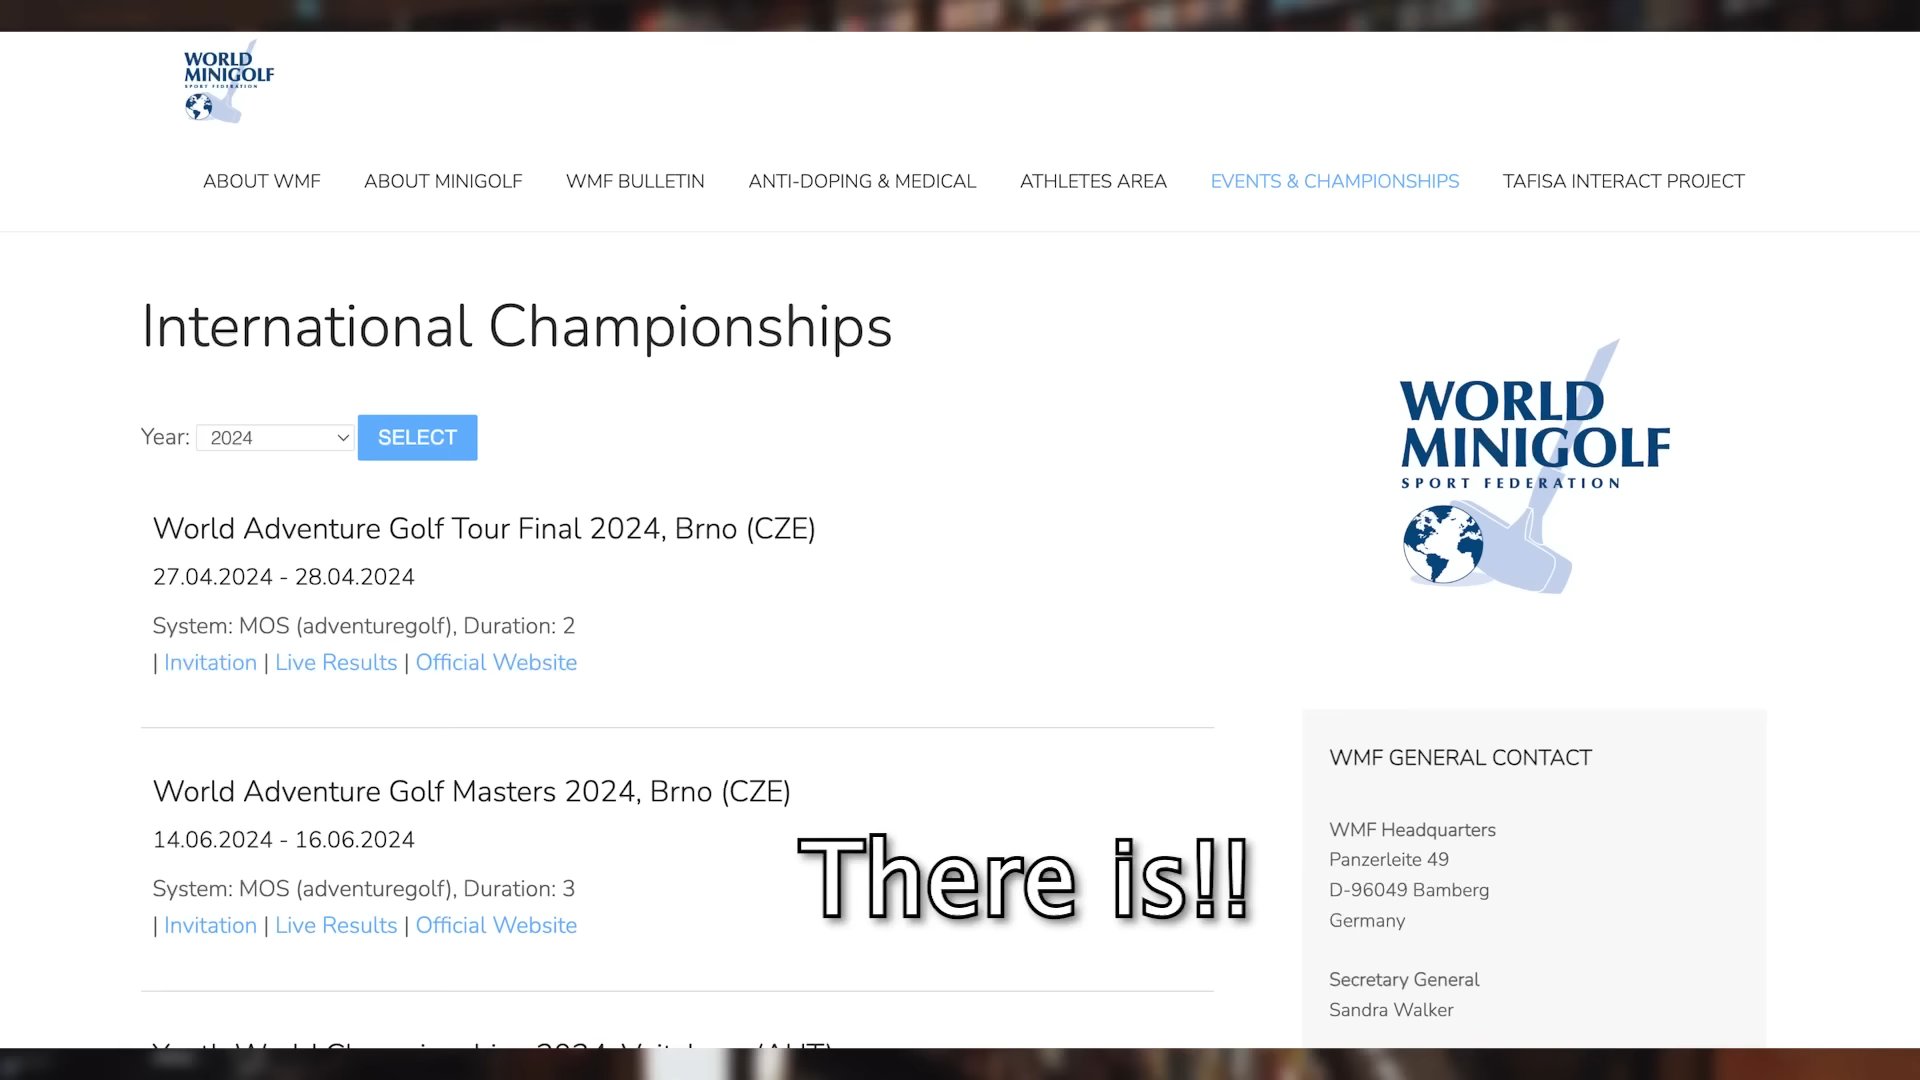 WORLD
MINIGOLF
SPORT FEDERATION
ABOUT WMF
ABOUT MINIGOLF
WMF BULLETIN
ANTI-DOPING & MEDICAL
ATHLETES AREA
EVENTS & CHAMPIONSHIPS
TAFISA INTERACT PROJECT
International Championships
Year: 2024 SELECT
World Adventure Golf Tour Final 2024, Brno (CZE)
27.04.2024 - 28.04.2024
System: MOS (adventuregolf), Duration: 2
| Invitation | Live Results | Official Website
World Adventure Golf Masters 2024, Brno (CZE)
14.06.2024 - 16.06.2024
System: MOS (adventuregolf), Duration: 3
| Invitation | Live Results | Official Website
There is!!
WORLD
MINIGOLF
SPORT FEDERATION
WMF GENERAL CONTACT
WMF Headquarters
Panzerleite 49
D-96049 Bamberg
Germany
Secretary General
Sandra Walker